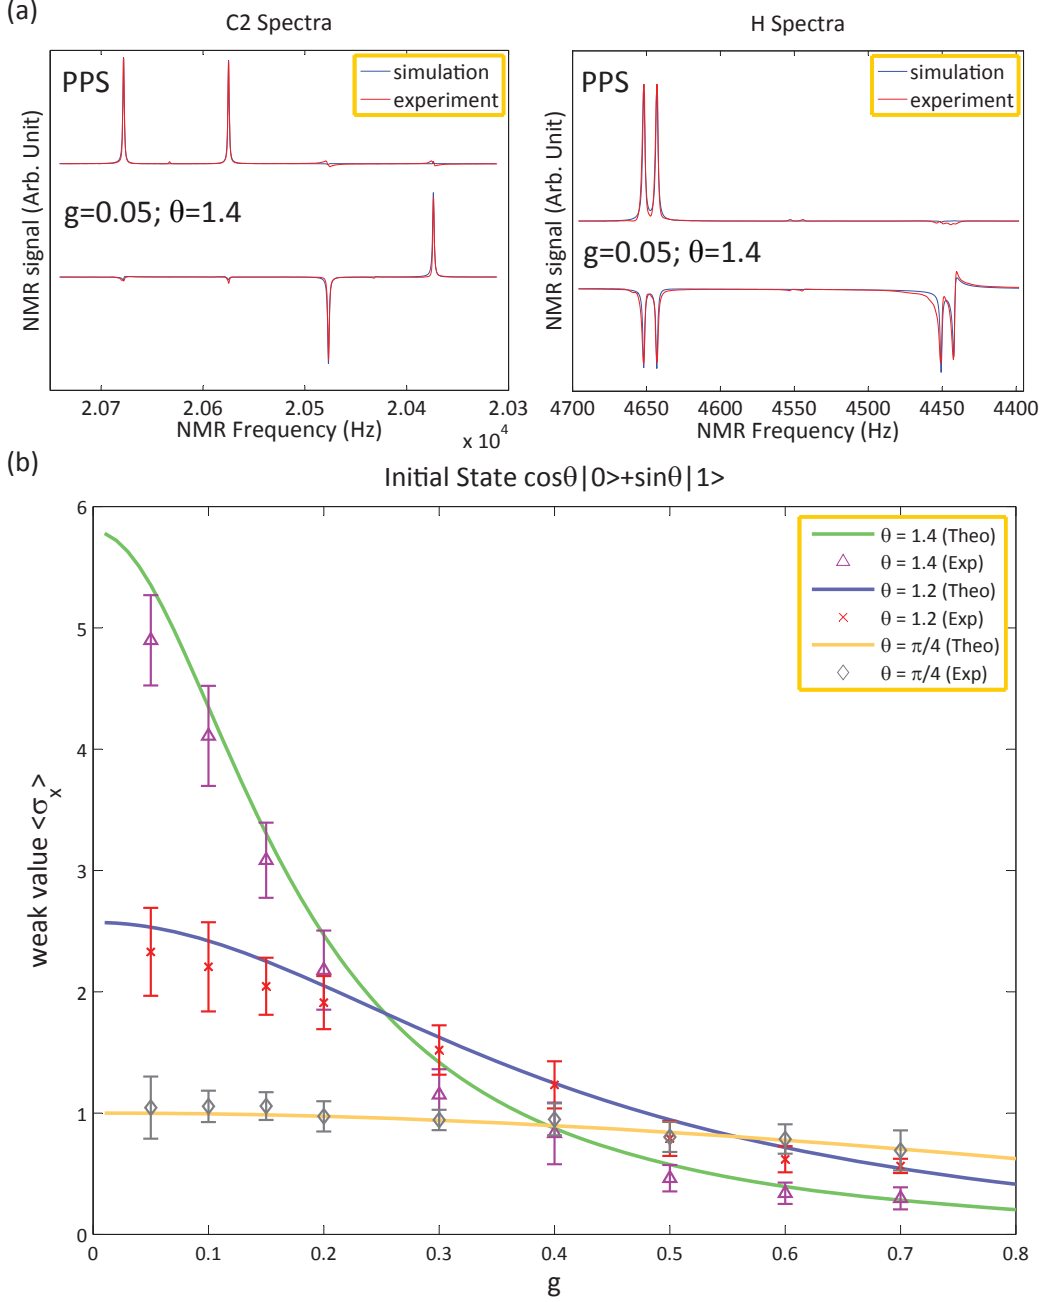 (a)
C2 Spectra
PPS
simulation
experiment
g=0.05; θ=1.4
NMR signal (Arb. Unit)
2.07 2.06 2.05 2.04 2.03
NMR Frequency (Hz)
x 10^4
H Spectra
PPS
simulation
experiment
g=0.05; θ=1.4
NMR signal (Arb. Unit)
4700 4650 4600 4550 4500 4450 4400
NMR Frequency (Hz)
(b)
Initial State cosθ|0>+sinθ|1>
θ = 1.4 (Theo)
θ = 1.4 (Exp)
θ = 1.2 (Theo)
θ = 1.2 (Exp)
θ = π/4 (Theo)
θ = π/4 (Exp)
weak value <σ_x>
6
5
4
3
2
1
0
0 0.1 0.2 0.3 0.4 0.5 0.6 0.7 0.8
g